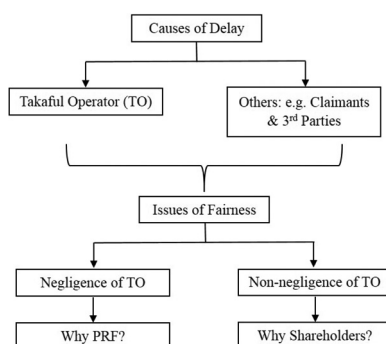 Causes of Delay
Takaful Operator (TO)
Others: e.g. Claimants
& 3rd Parties
Issues of Fairness
Negligence of TO
Non-negligence of TO
Why PRF?
Why Shareholders?